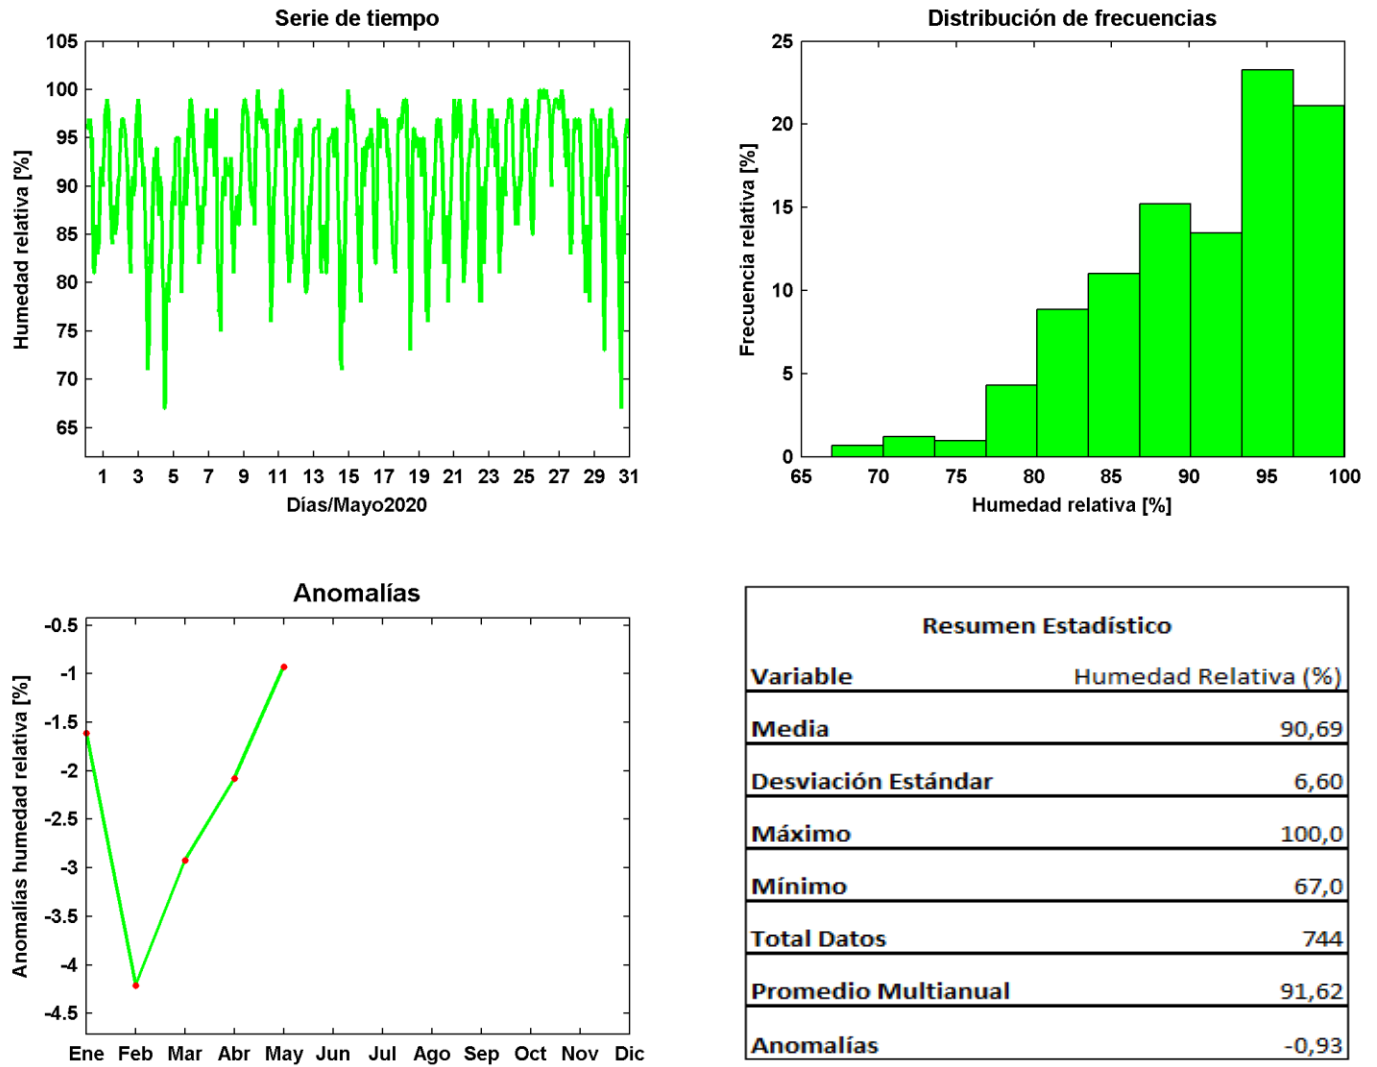 Serie de tiempo
105
100
95
90
85
80
75
70
65
Humedad relativa [%]
1 3 5 7 9 11 13 15 17 19 21 23 25 27 29 31
Días/Mayo2020
Distribución de frecuencias
25
20
15
10
5
0
Frecuencia relativa [%]
65 70 75 80 85 90 95 100
Humedad relativa [%]
Anomalías
-0.5
-1
-1.5
-2
-2.5
-3
-3.5
-4
-4.5
Anomalías humedad relativa [%]
Ene Feb Mar Abr May Jun Jul Ago Sep Oct Nov Dic
Resumen Estadístico
Variable Humedad Relativa (%)
Media 90,69
Desviación Estándar 6,60
Máximo 100,0
Mínimo 67,0
Total Datos 744
Promedio Multianual 91,62
Anomalías -0,93